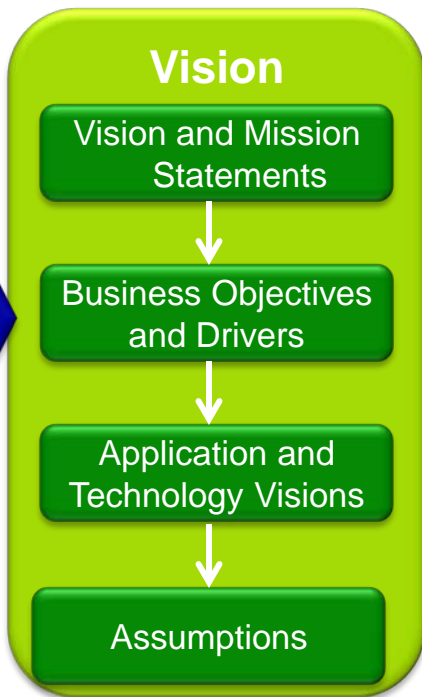 Vision
Vision and Mission
Statements
Business Objectives
and Drivers
Application and
Technology Visions
Assumptions